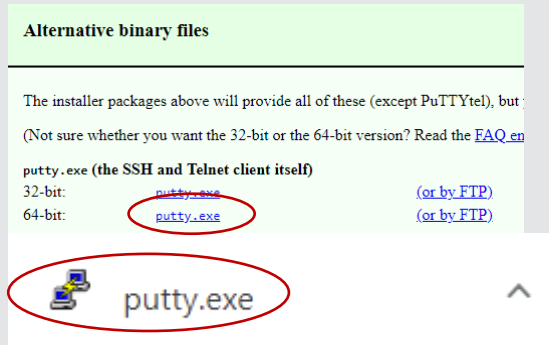 Alternative binary files
The installer packages above will provide all of these (except PuTTYtel), but
(Not sure whether you want the 32-bit or the 64-bit version? Read the FAQ en
putty.exe (the SSH and Telnet client itself)
32-bit: putty.exe (or by FTP)
64-bit: putty.exe (or by FTP)
putty.exe